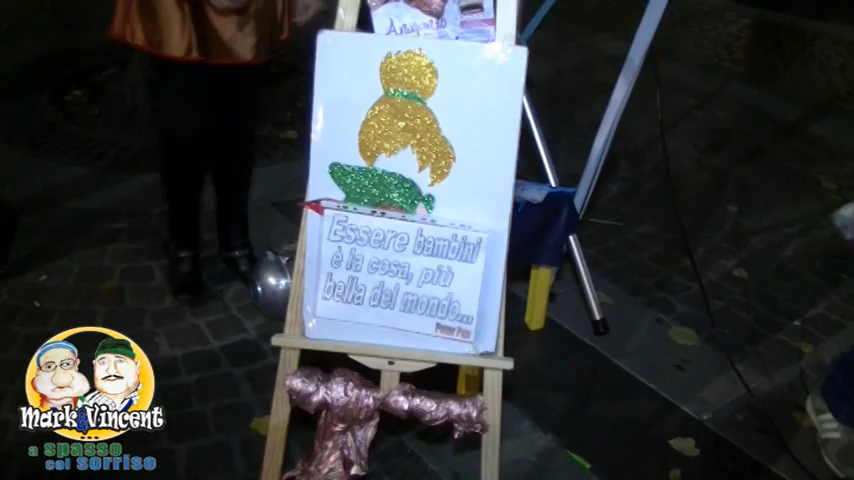 Essere bambini
è la cosa, più
bella del mondo...
Peter Pan
Mark&Vincent
a spasso
col sorriso